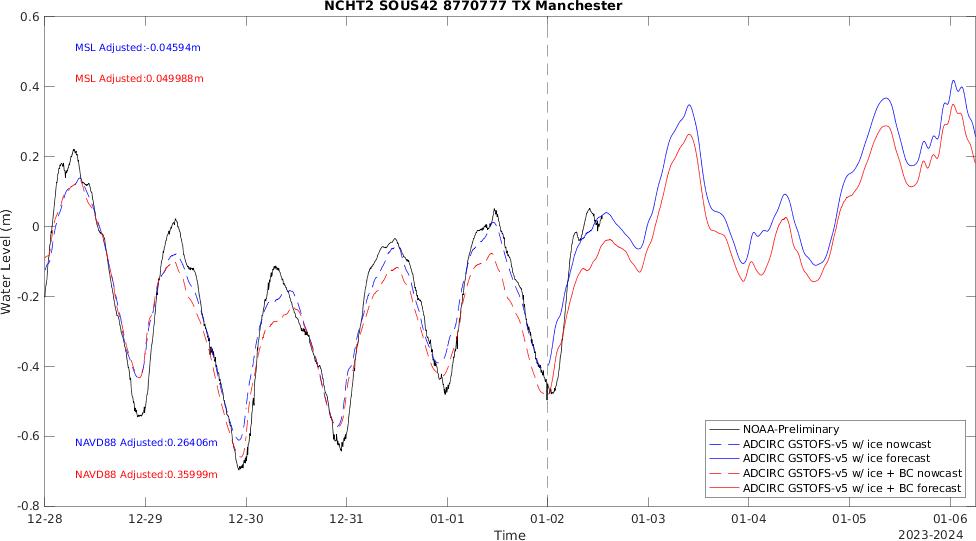 NCHT2 SOUS42 8770777 TX Manchester
MSL Adjusted:-0.04594m
MSL Adjusted:0.049988m
NAVD88 Adjusted:0.26406m
NAVD88 Adjusted:0.35999m
Water Level (m)
0.6
0.4
0.2
0
-0.2
-0.4
-0.6
-0.8
NOAA-Preliminary
ADCIRC GSTOFS-v5 w/ ice nowcast
ADCIRC GSTOFS-v5 w/ ice forecast
ADCIRC GSTOFS-v5 w/ ice + BC nowcast
ADCIRC GSTOFS-v5 w/ ice + BC forecast
12-28 12-29 12-30 12-31 01-01 01-02 01-03 01-04 01-05 01-06
Time
2023-2024